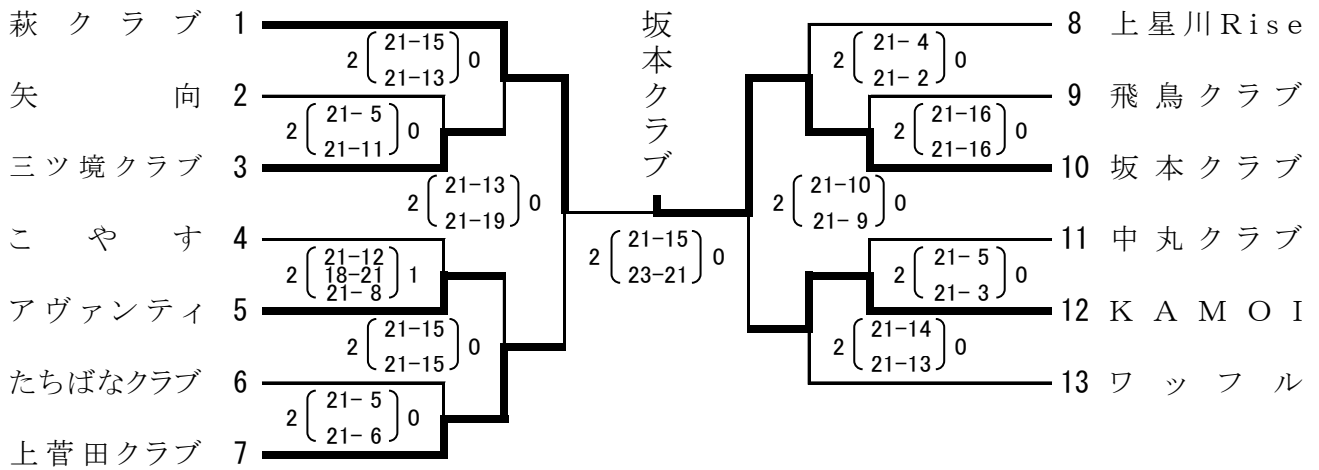 萩クラブ 1
2 21-15 0
21-13
矢向 2
2 21- 5 0
21-11
三ツ境クラブ 3
2 21-13 0
21-19
こやす 4
21-12
2 18-21 1
21- 8
アヴァンティ 5
2 21-15 0
21-15
たちばなクラブ 6
2 21- 5 0
21- 6
上菅田クラブ 7
坂本クラブ
2 21-15 0
23-21
8 上星川Rise
2 21- 4 0
21- 2
9 飛鳥クラブ
2 21-16 0
21-16
10 坂本クラブ
2 21-10 0
21- 9
11 中丸クラブ
2 21- 5 0
21- 3
12 KAMOI
2 21-14 0
21-13
13 ワッフル